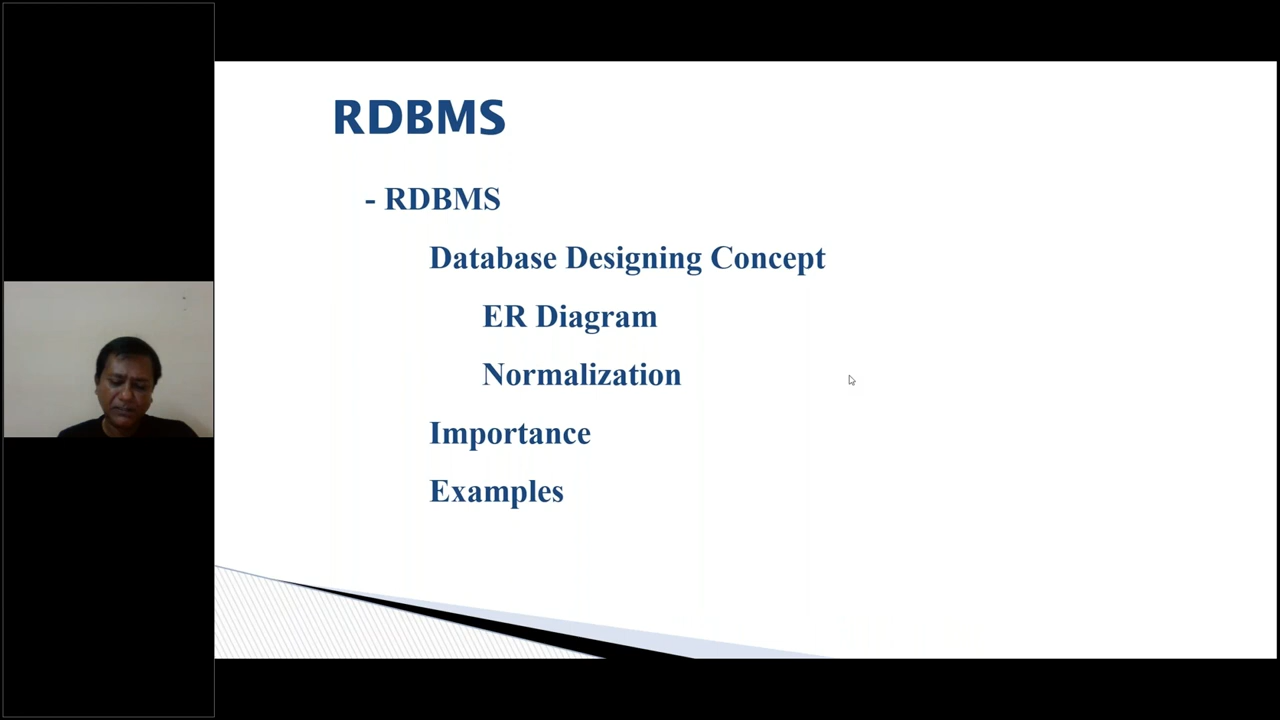 RDBMS
- RDBMS
Database Designing Concept
ER Diagram
Normalization
Importance
Examples